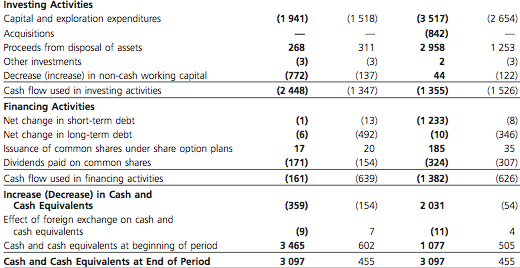 Investing Activities
Capital and exploration expenditures (1 941) (1 518) (3 517) (2 654)
Acquisitions — — (842) —
Proceeds from disposal of assets 268 311 2 958 1 253
Other investments (3) (3) 2 (3)
Decrease (increase) in non-cash working capital (772) (137) 44 (122)
Cash flow used in investing activities (2 448) (1 347) (1 355) (1 526)
Financing Activities
Net change in short-term debt (1) (13) (1 233) (8)
Net change in long-term debt (6) (492) (10) (346)
Issuance of common shares under share option plans 17 20 185 35
Dividends paid on common shares (171) (154) (324) (307)
Cash flow used in financing activities (161) (639) (1 382) (626)
Increase (Decrease) in Cash and
Cash Equivalents (359) (154) 2 031 (54)
Effect of foreign exchange on cash and
cash equivalents (9) 7 (11) 4
Cash and cash equivalents at beginning of period 3 465 602 1 077 505
Cash and Cash Equivalents at End of Period 3 097 455 3 097 455